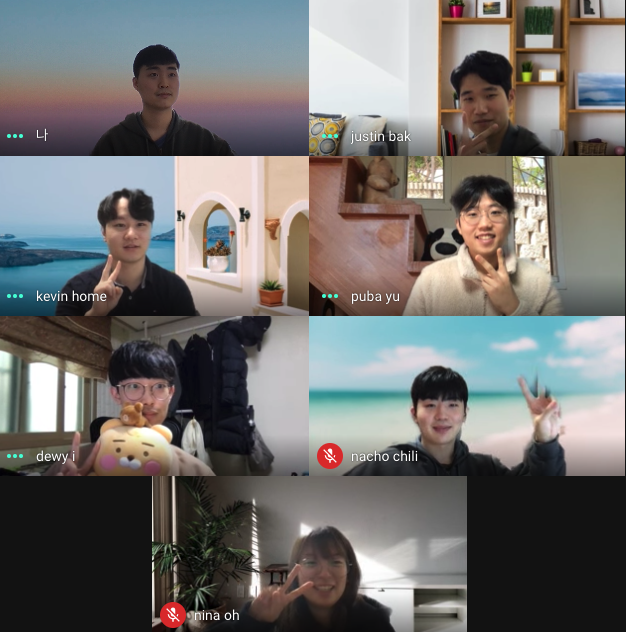 나
justin bak
kevin home
puba yu
dewy i
nacho chili
nina oh